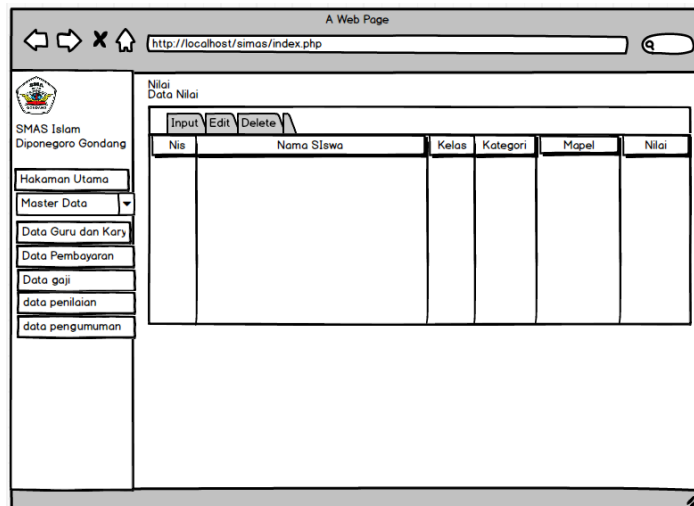 A Web Page
http://localhost/simas/index.php
SMA
GONDANG
SMAS Islam
Diponegoro Gondang
Hakaman Utama
Master Data
Data Guru dan Kary
Data Pembayaran
Data gaji
data penilaian
data pengumuman
Nilai
Data Nilai
Input Edit Delete
Nis Nama SIswa Kelas Kategori Mapel Nilai